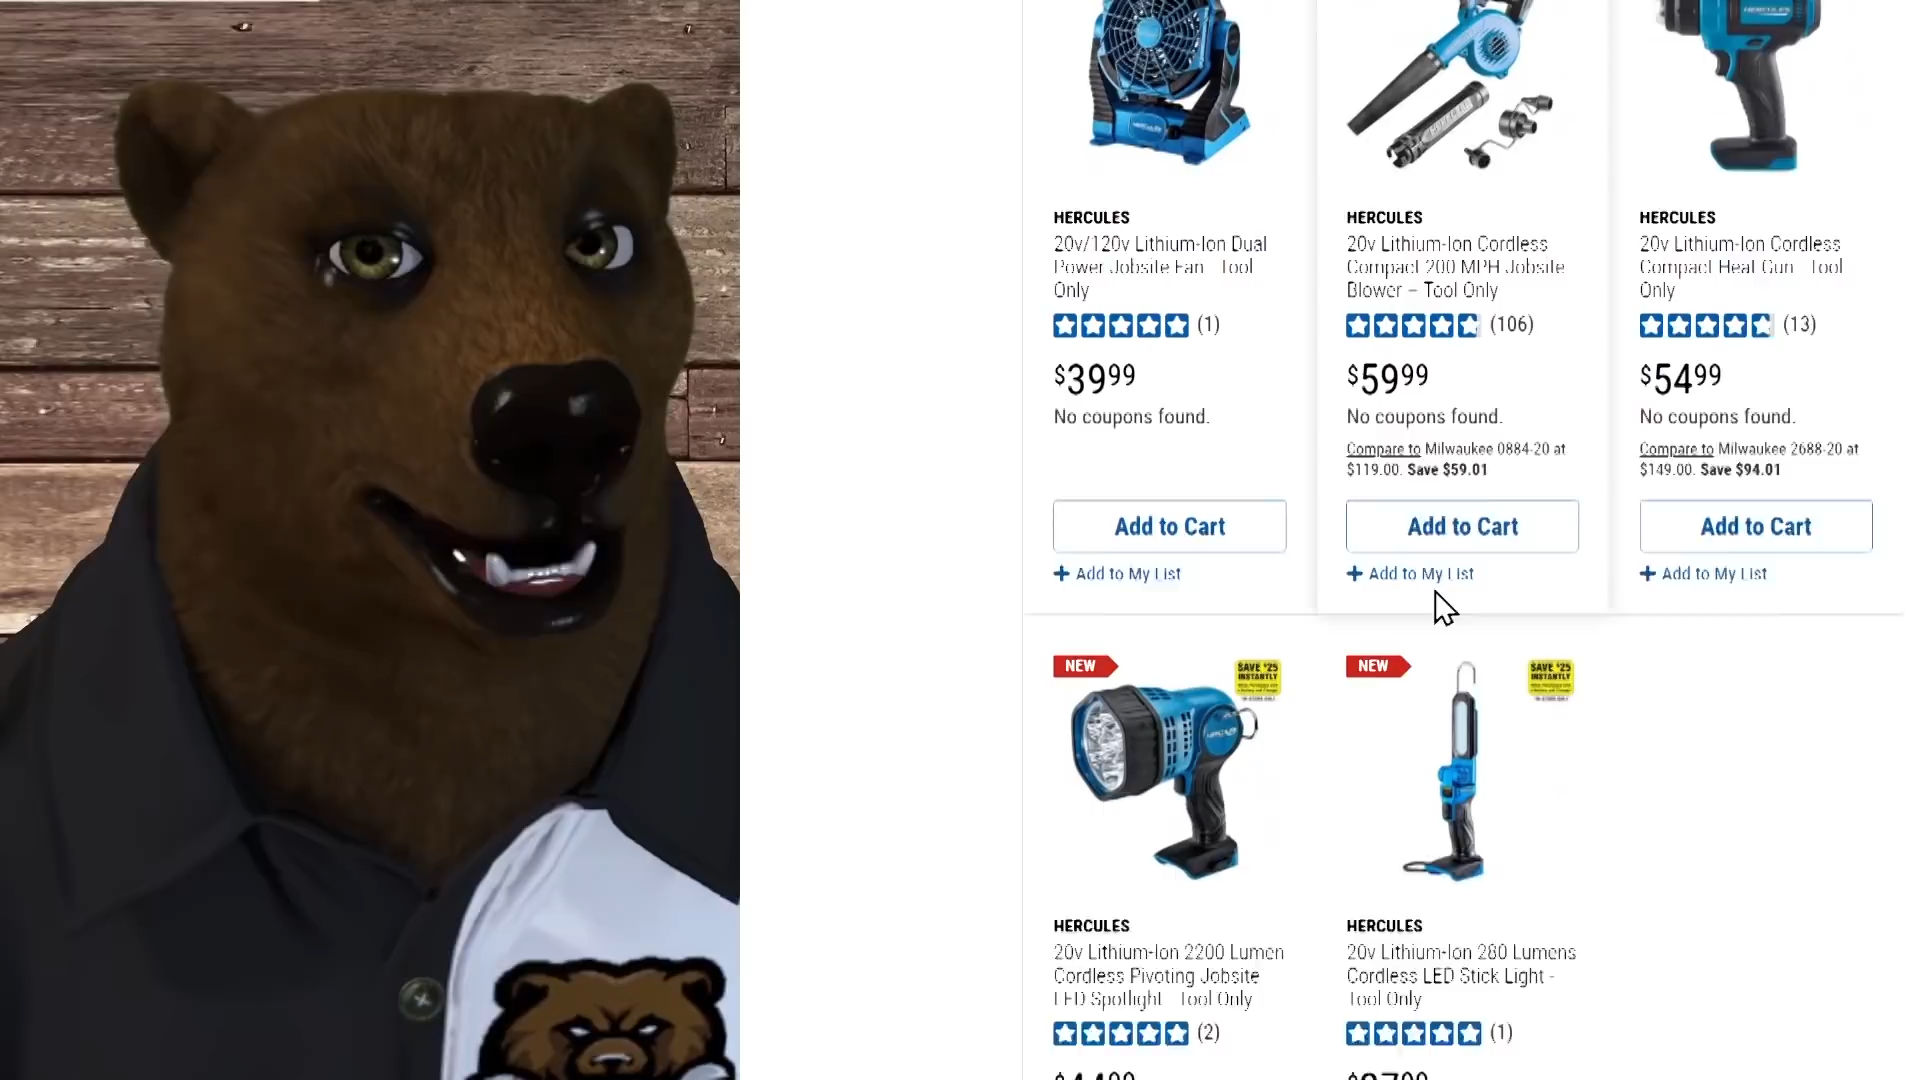 HERCULES
20v/120v Lithium-Ion Dual
Power Jobsite Fan - Tool
Only
(1)
$39.99
No coupons found.
Add to Cart
+ Add to My List
HERCULES
20v Lithium-Ion Cordless
Compact 200 MPH Jobsite
Blower – Tool Only
(106)
$59.99
No coupons found.
Compare to Milwaukee 0884-20 at
$119.00. Save $59.01
Add to Cart
+ Add to My List
HERCULES
HERCULES
20v Lithium-Ion Cordless
Compact Heat Gun - Tool
Only
(13)
$54.99
No coupons found.
Compare to Milwaukee 2688-20 at
$149.00. Save $94.01
Add to Cart
+ Add to My List
NEW
SAVE $25
INSTANTLY
HERCULES
20v Lithium-Ion 2200 Lumen
Cordless Pivoting Jobsite
LED Spotlight - Tool Only
(2)
NEW
SAVE $25
INSTANTLY
HERCULES
20v Lithium-Ion 280 Lumens
Cordless LED Stick Light -
Tool Only
(1)